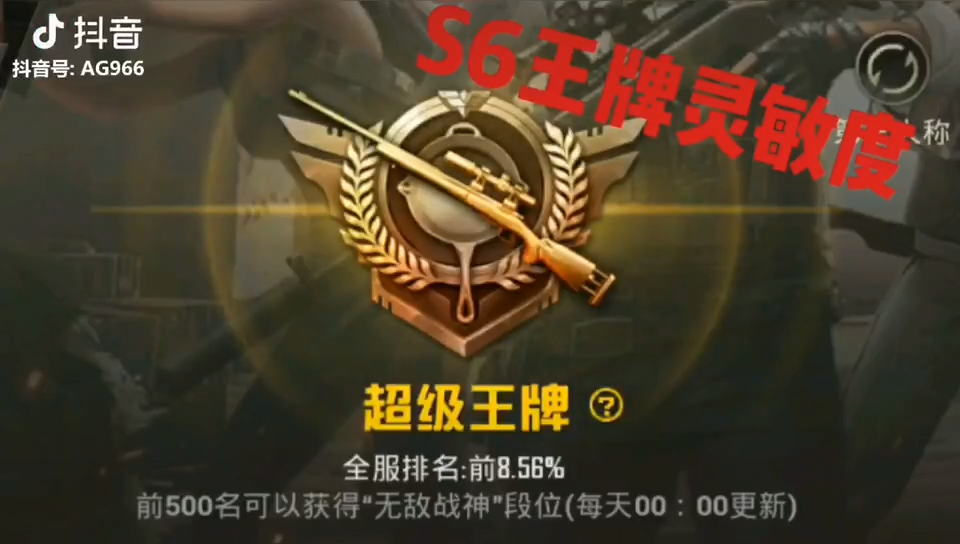 抖音
抖音号: AG966
S6王牌灵敏度
人称
超级王牌 ?
全服排名:前8.56%
前500名可以获得“无敌战神”段位(每天00：00更新)